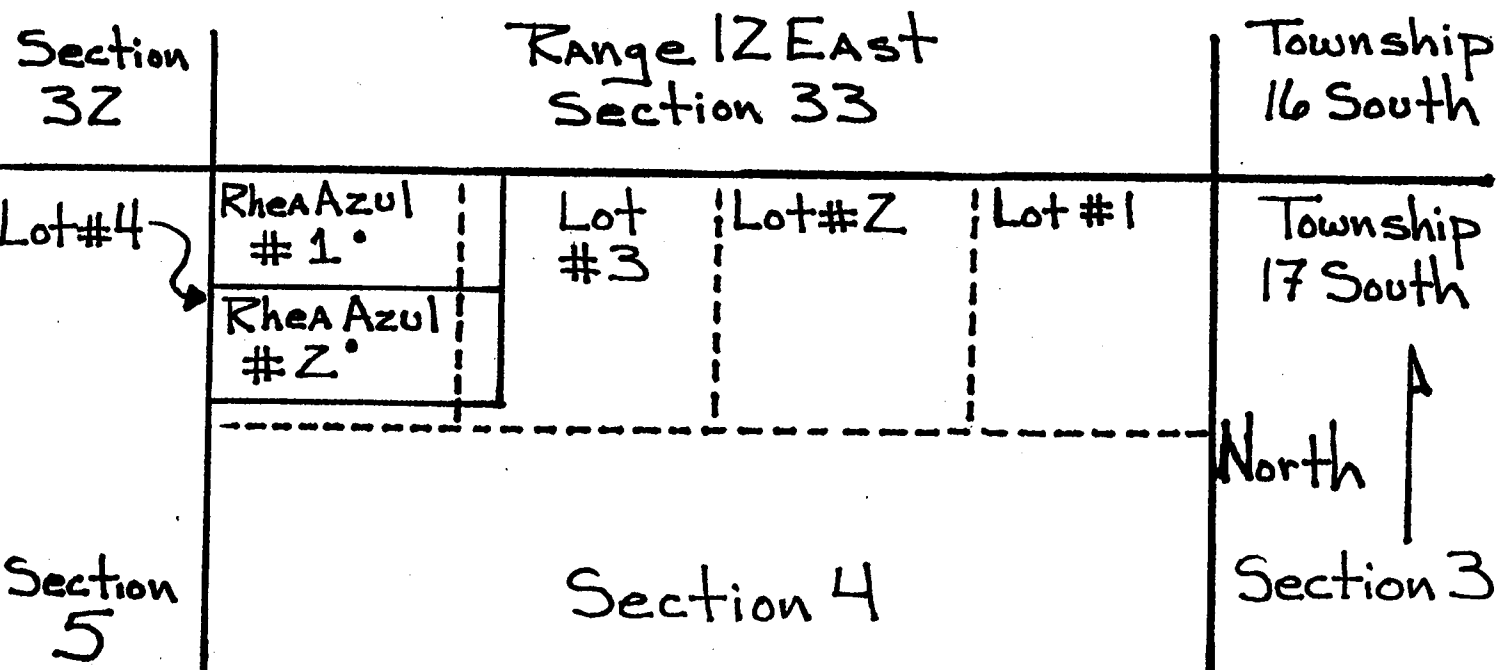 Section
32
Range 12 East
Section 33
Township
16 South
Lot#4
Rhea Azul
# 1
Lot
#3
Lot#2
Lot #1
Township
17 South
Rhea Azul
# 2
North
Section
5
Section 4
Section 3